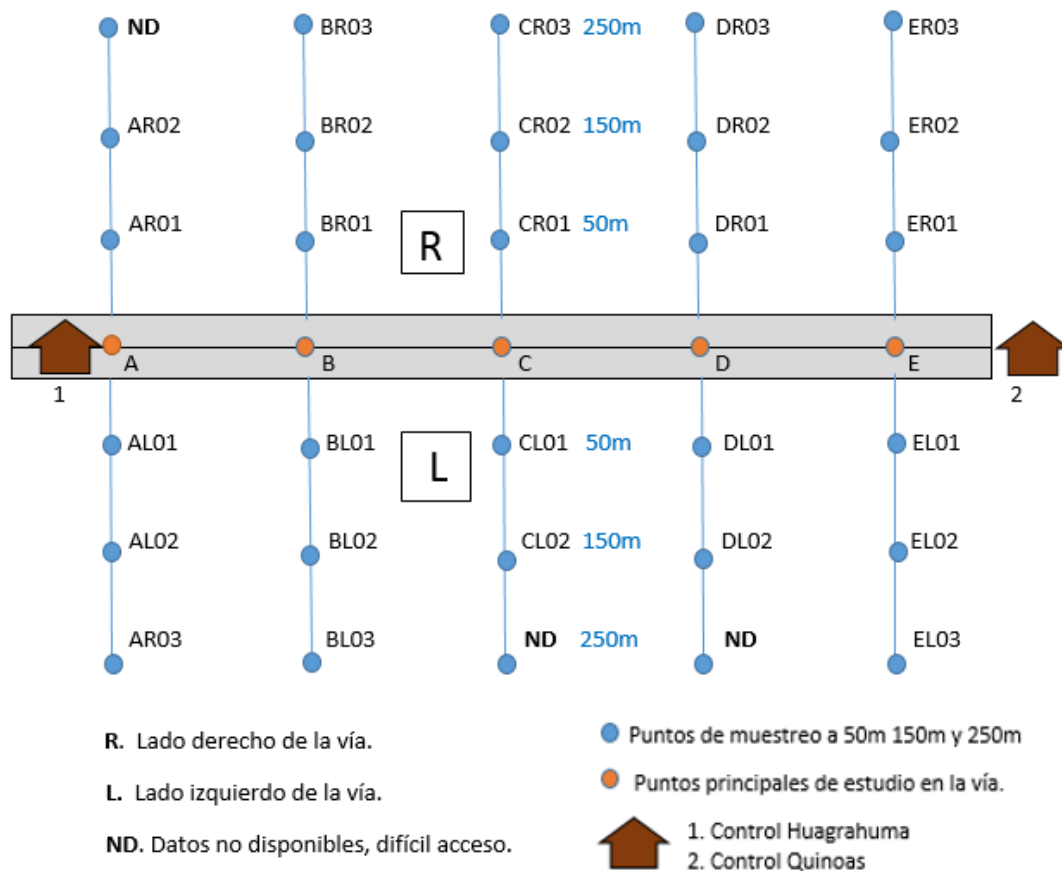 ND BR03 CR03 250m DR03 ER03
AR02 BR02 CR02 150m DR02 ER02
AR01 BR01 CR01 50m DR01 ER01
R
A B C D E
1 2
AL01 BL01 CL01 50m DL01 EL01
L
AL02 BL02 CL02 150m DL02 EL02
AR03 BL03 ND 250m ND EL03
R. Lado derecho de la vía.
L. Lado izquierdo de la vía.
ND. Datos no disponibles, difícil acceso.
Puntos de muestreo a 50m 150m y 250m
Puntos principales de estudio en la vía.
1. Control Huagrahuma
2. Control Quinoas